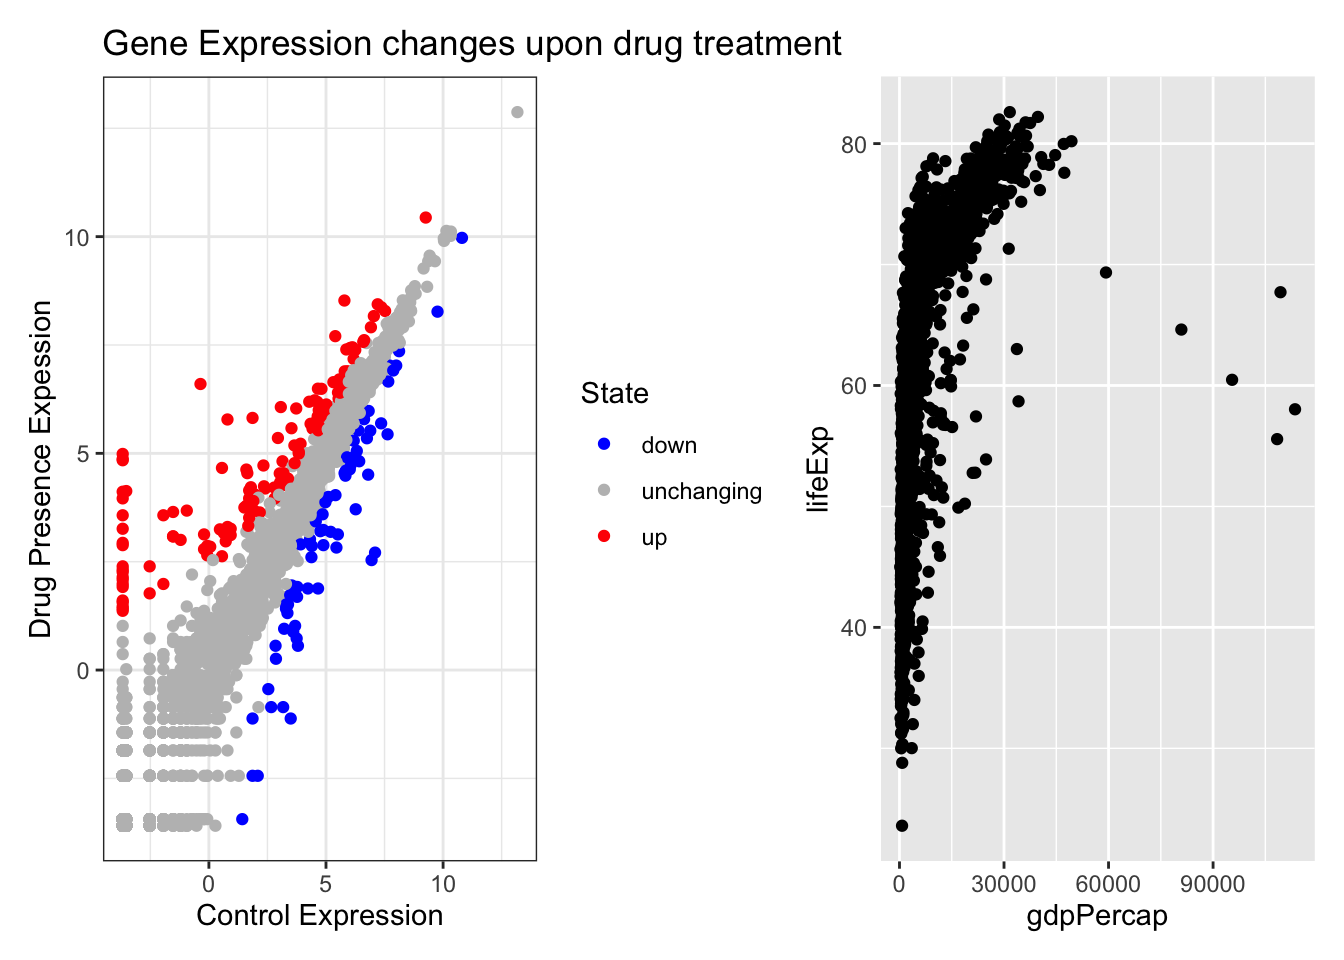 Gene Expression changes upon drug treatment
Drug Presence Expession
10
5
0
0 5 10
Control Expression
State
down
unchanging
up
lifeExp
80
60
40
0 30000 60000 90000
gdpPercap